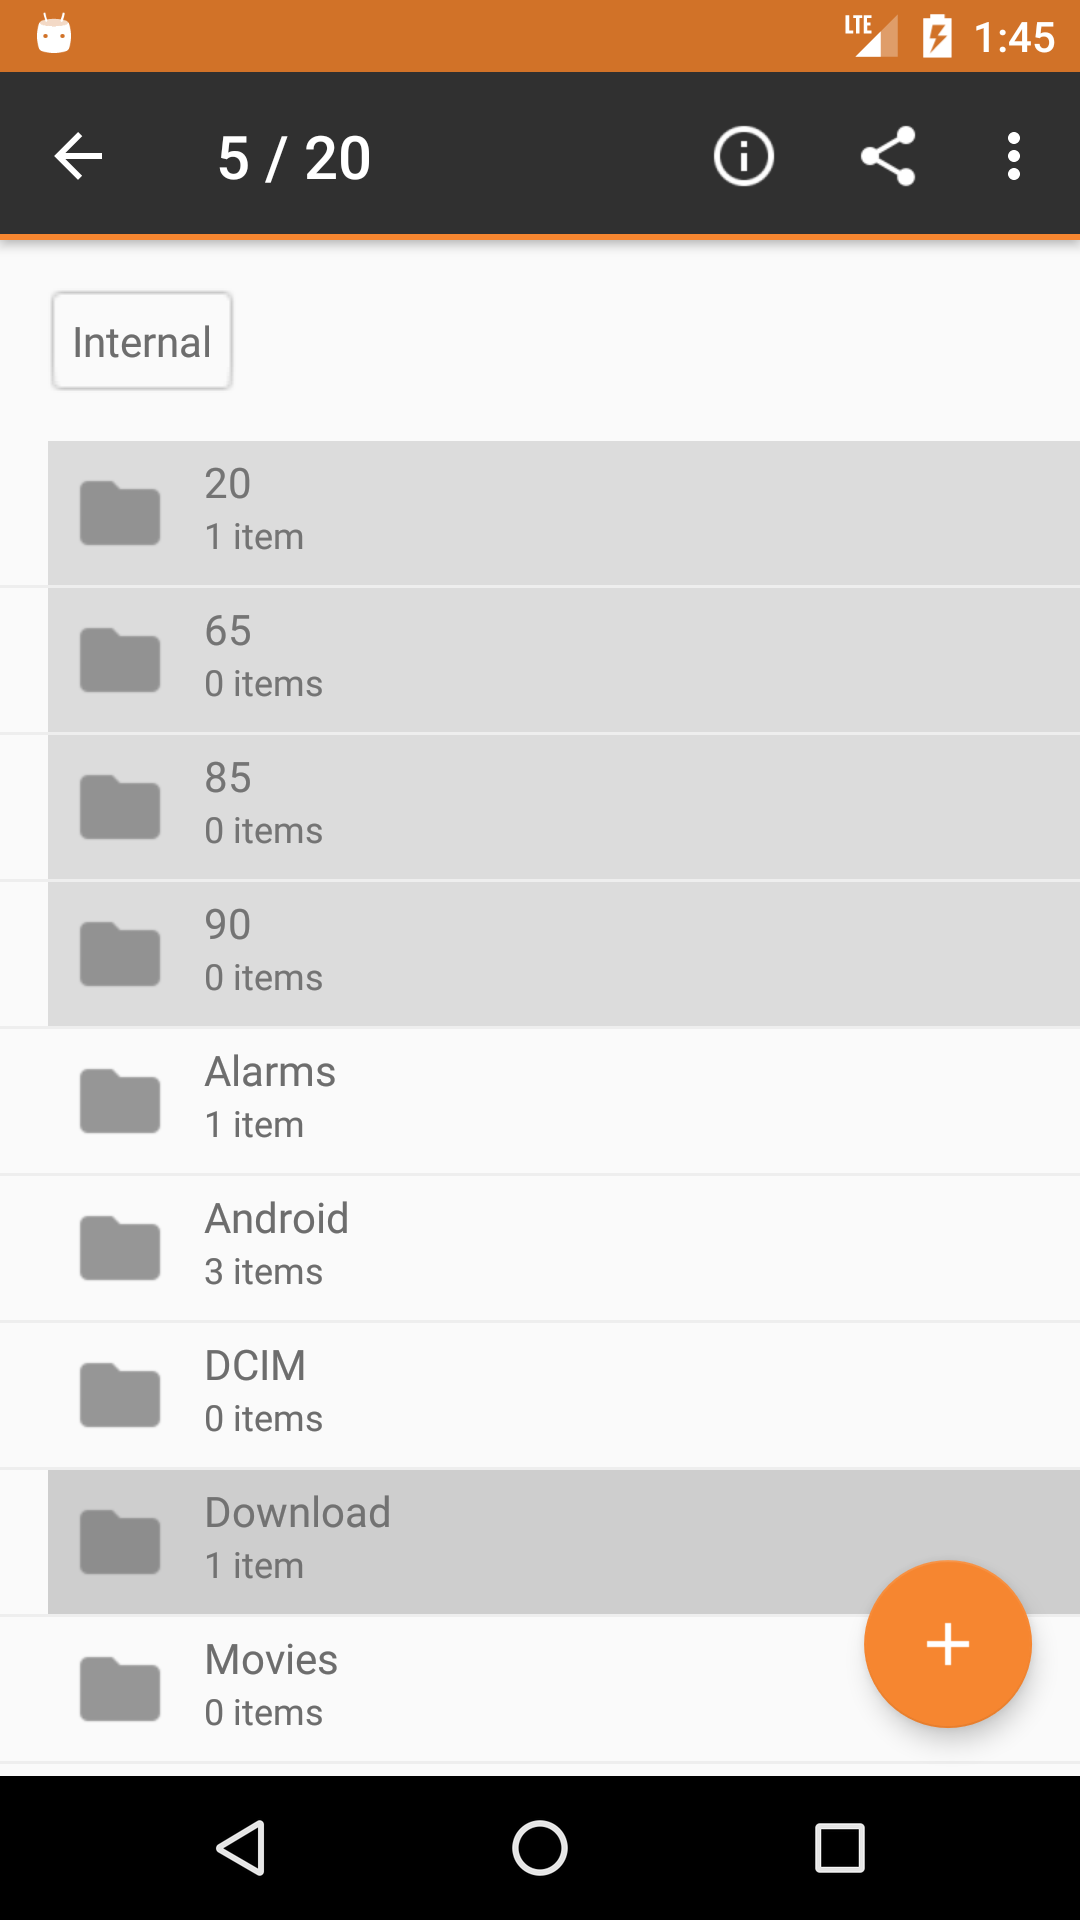 LTE 1:45
5 / 20
Internal
20
1 item
65
0 items
85
0 items
90
0 items
Alarms
1 item
Android
3 items
DCIM
0 items
Download
1 item
Movies
0 items